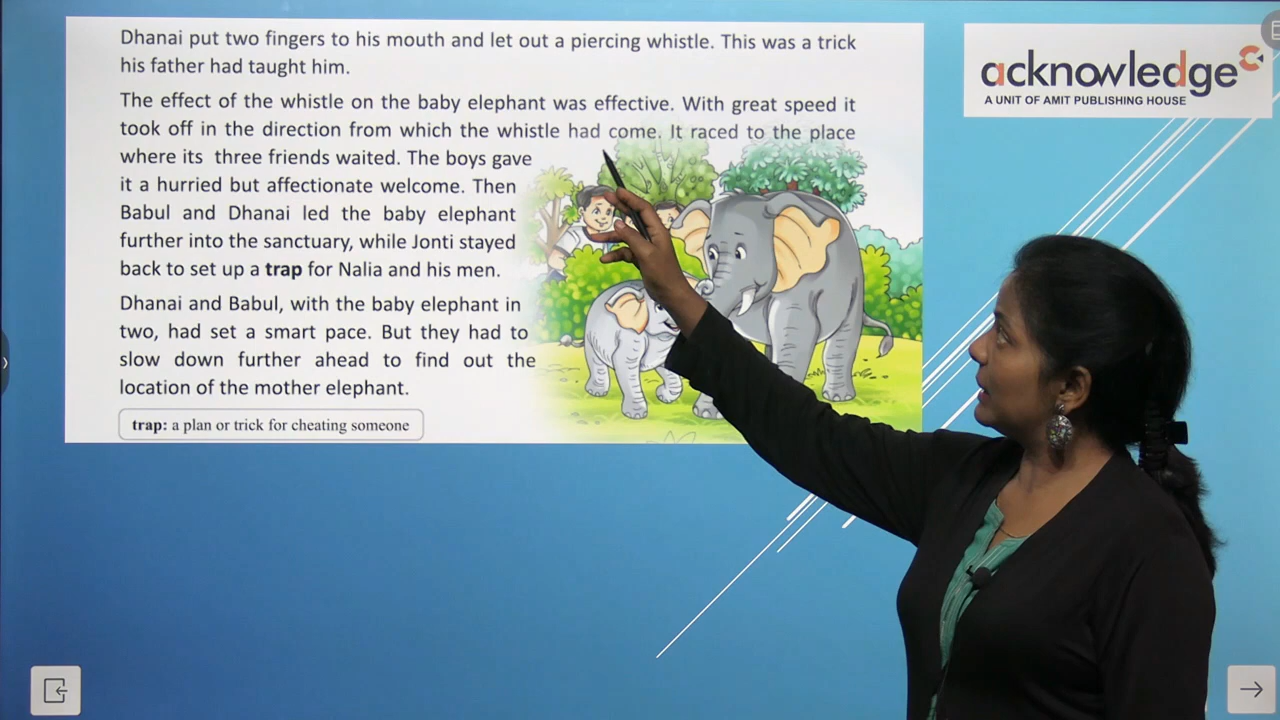 Dhanai put two fingers to his mouth and let out a piercing whistle. This was a trick
his father had taught him.
The effect of the whistle on the baby elephant was effective. With great speed it
took off in the direction from which the whistle had come. It raced to the place
where its three friends waited. The boys gave
it a hurried but affectionate welcome. Then
Babul and Dhanai led the baby elephant
further into the sanctuary, while Jonti stayed
back to set up a trap for Nalia and his men.
Dhanai and Babul, with the baby elephant in
two, had set a smart pace. But they had to
slow down further ahead to find out the
location of the mother elephant.
trap: a plan or trick for cheating someone
acknowledge
A UNIT OF AMIT PUBLISHING HOUSE